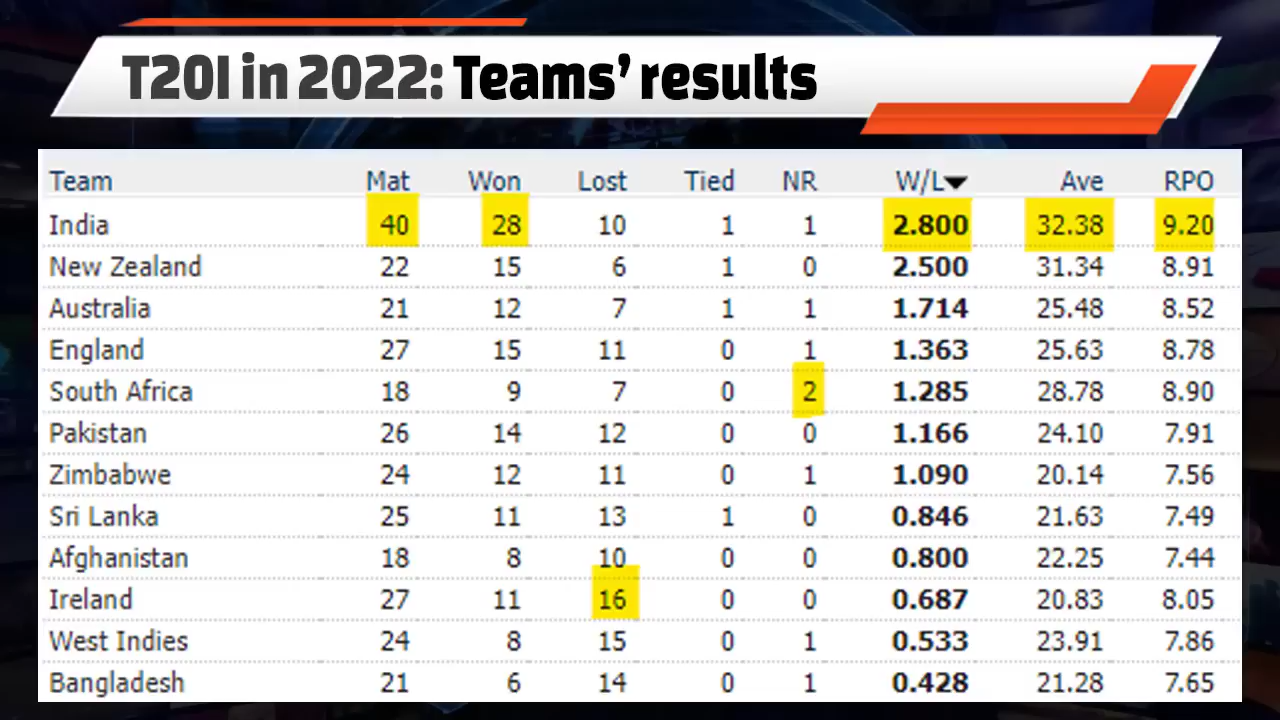 T20I in 2022: Teams’ results
Team Mat Won Lost Tied NR W/L Ave RPO
India 40 28 10 1 1 2.800 32.38 9.20
New Zealand 22 15 6 1 0 2.500 31.34 8.91
Australia 21 12 7 1 1 1.714 25.48 8.52
England 27 15 11 0 1 1.363 25.63 8.78
South Africa 18 9 7 0 2 1.285 28.78 8.90
Pakistan 26 14 12 0 0 1.166 24.10 7.91
Zimbabwe 24 12 11 0 1 1.090 20.14 7.56
Sri Lanka 25 11 13 1 0 0.846 21.63 7.49
Afghanistan 18 8 10 0 0 0.800 22.25 7.44
Ireland 27 11 16 0 0 0.687 20.83 8.05
West Indies 24 8 15 0 1 0.533 23.91 7.86
Bangladesh 21 6 14 0 1 0.428 21.28 7.65